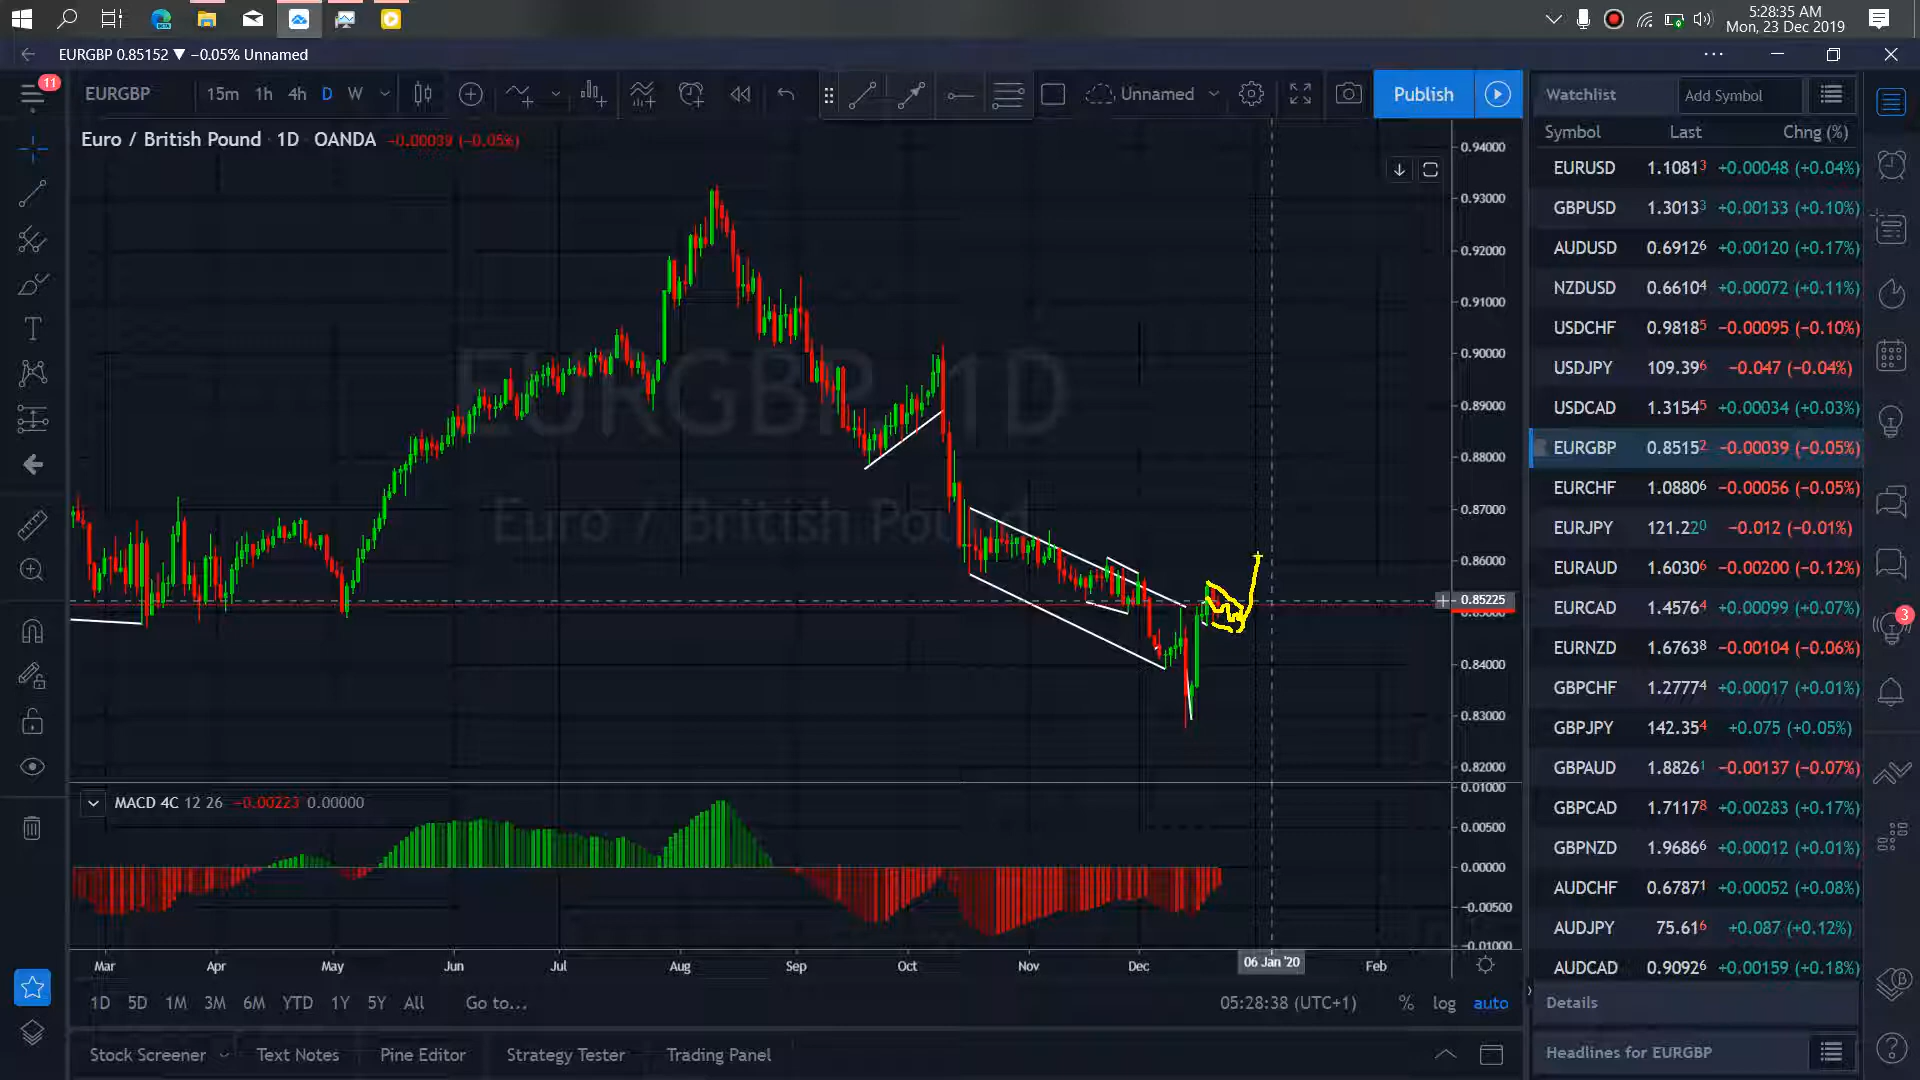 5:28:35 AM
Mon, 23 Dec 2019
EURGBP 0.85152 ▼ −0.05% Unnamed
11
EURGBP 15m 1h 4h D W Unnamed Publish
Watchlist Add Symbol
Euro / British Pound 1D OANDA −0.00039 (−0.05%)
Symbol Last Chng (%)
EURUSD 1.10813 +0.00048 (+0.04%)
GBPUSD 1.30133 +0.00133 (+0.10%)
AUDUSD 0.69126 +0.00120 (+0.17%)
NZDUSD 0.66104 +0.00072 (+0.11%)
USDCHF 0.98185 −0.00095 (−0.10%)
USDJPY 109.396 −0.047 (−0.04%)
USDCAD 1.31545 +0.00034 (+0.03%)
EURGBP 0.85152 −0.00039 (−0.05%)
EURCHF 1.08806 −0.00056 (−0.05%)
EURJPY 121.220 −0.012 (−0.01%)
EURAUD 1.60306 −0.00200 (−0.12%)
EURCAD 1.45764 +0.00099 (+0.07%)
EURNZD 1.67638 −0.00104 (−0.06%)
GBPCHF 1.27774 +0.00017 (+0.01%)
GBPJPY 142.354 +0.075 (+0.05%)
GBPAUD 1.88261 −0.00137 (−0.07%)
GBPCAD 1.71178 +0.00283 (+0.17%)
GBPNZD 1.96866 +0.00012 (+0.01%)
AUDCHF 0.67871 +0.00052 (+0.08%)
AUDJPY 75.616 +0.087 (+0.12%)
AUDCAD 0.90926 +0.00159 (+0.18%)
3
0.94000
0.93000
0.92000
0.91000
0.90000
0.89000
0.88000
0.87000
0.86000
0.85225
0.84000
0.83000
0.82000
EURGBP 1D
Euro / British Pound
MACD 4C 12 26 −0.00223 0.00000
0.01000
0.00500
0.00000
−0.00500
−0.01000
Mar Apr May Jun Jul Aug Sep Oct Nov Dec 06 Jan '20 Feb
1D 5D 1M 3M 6M YTD 1Y 5Y All Go to... 05:28:38 (UTC+1) % log auto
Details
Stock Screener Text Notes Pine Editor Strategy Tester Trading Panel
Headlines for EURGBP